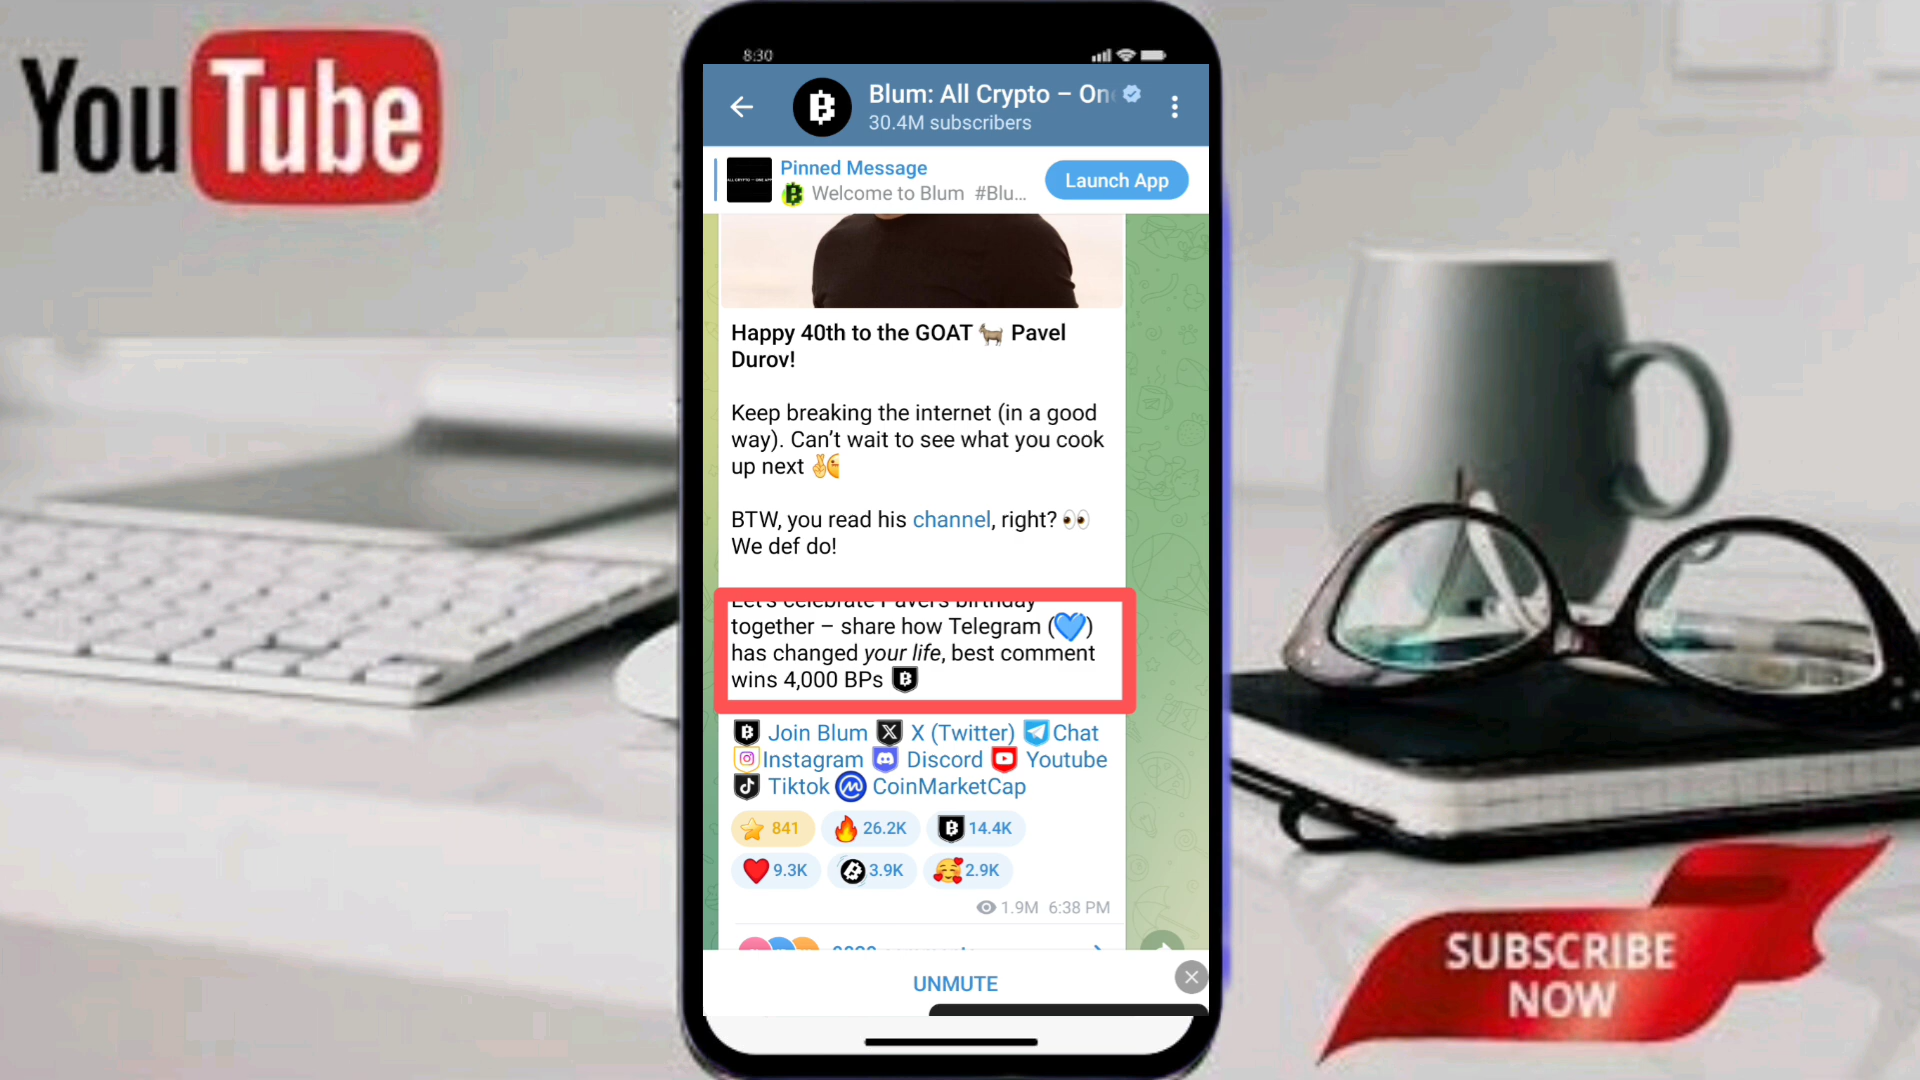 YouTube
8:30
Blum: All Crypto – On
30.4M subscribers
Pinned Message
Welcome to Blum #Blu...
Launch App
Happy 40th to the GOAT 🐐 Pavel
Durov!
Keep breaking the internet (in a good
way). Can't wait to see what you cook
up next
BTW, you read his channel, right? 👀
We def do!
Let's celebrate Pavel's birthday
together – share how Telegram (💙)
has changed your life, best comment
wins 4,000 BPs
Join Blum X (Twitter) Chat
Instagram Discord Youtube
Tiktok CoinMarketCap
841 26.2K 14.4K
9.3K 3.9K 2.9K
1.9M 6:38 PM
UNMUTE
SUBSCRIBE
NOW